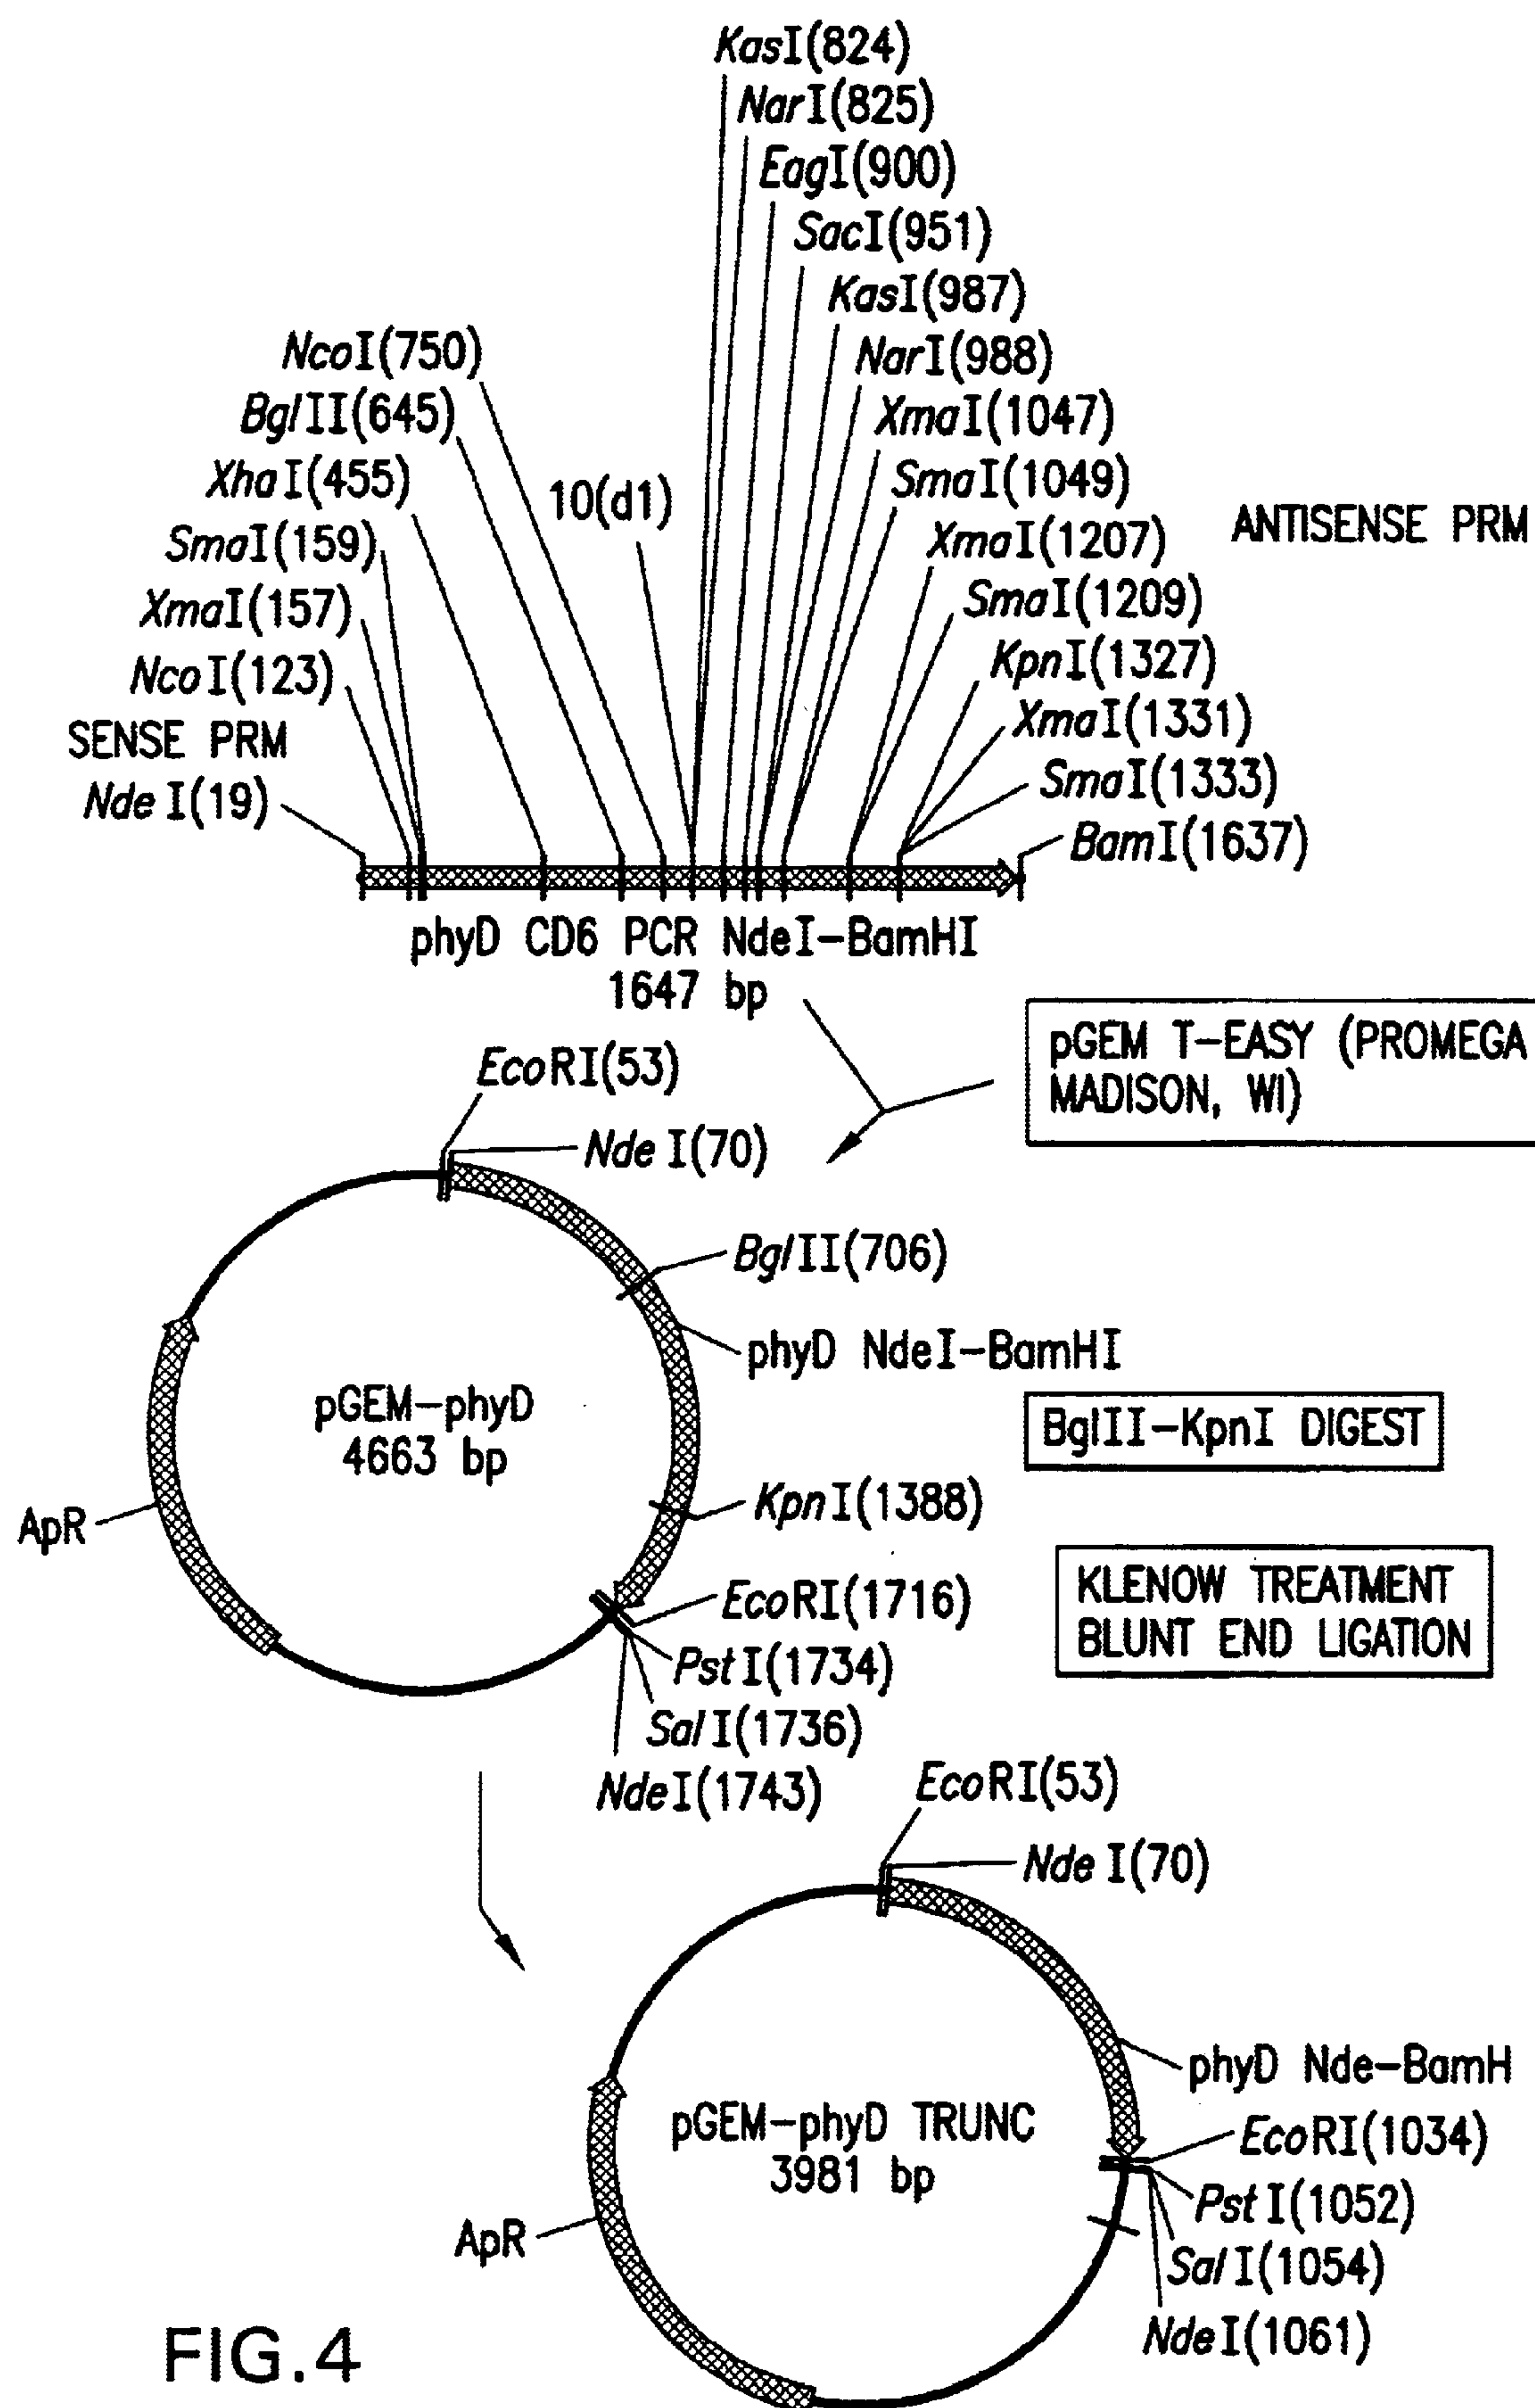 KasI(824)
NarI(825)
EagI(900)
SacI(951)
KasI(987)
NarI(988)
XmaI(1047)
SmaI(1049)
XmaI(1207)
SmaI(1209)
KpnI(1327)
XmaI(1331)
SmaI(1333)
BamI(1637)
ANTISENSE PRM
10(d1)
NcoI(750)
BglII(645)
XhaI(455)
SmaI(159)
XmaI(157)
NcoI(123)
SENSE PRM
NdeI(19)
phyD CD6 PCR NdeI-BamHI
1647 bp
pGEM T-EASY (PROMEGA
MADISON, WI)
EcoRI(53)
NdeI(70)
BglII(706)
phyD NdeI-BamHI
pGEM-phyD
4663 bp
BglII-KpnI DIGEST
KpnI(1388)
ApR
KLENOW TREATMENT
BLUNT END LIGATION
EcoRI(1716)
PstI(1734)
SalI(1736)
NdeI(1743)
EcoRI(53)
NdeI(70)
phyD Nde-BamH
pGEM-phyD TRUNC
3981 bp
EcoRI(1034)
PstI(1052)
SalI(1054)
NdeI(1061)
ApR
FIG.4